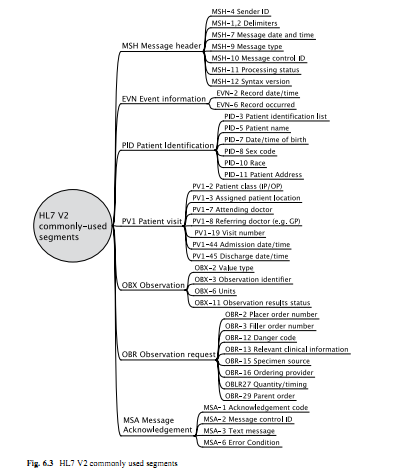 HL7 V2
commonly-used
segments
MSH Message header
MSH-4 Sender ID
MSH-1,2 Delimiters
MSH-7 Message date and time
MSH-9 Message type
MSH-10 Message control ID
MSH-11 Processing status
MSH-12 Syntax version
EVN Event information
EVN-2 Record date/time
EVN-6 Record occurred
PID Patient Identification
PID-3 Patient identification list
PID-5 Patient name
PID-7 Date/time of birth
PID-8 Sex code
PID-10 Race
PID-11 Patient Address
PV1 Patient visit
PV1-2 Patient class (IP/OP)
PV1-3 Assigned patient location
PV1-7 Attending doctor
PV1-8 Referring doctor (e.g. GP)
PV1-19 Visit number
PV1-44 Admission date/time
PV1-45 Discharge date/time
OBX Observation
OBX-2 Value type
OBX-3 Observation identifier
OBX-6 Units
OBX-11 Observation results status
OBR Observation request
OBR-2 Placer order number
OBR-3 Filler order number
OBR-12 Danger code
OBR-13 Relevant clinical information
OBR-15 Specimen source
OBR-16 Ordering provider
OBLR27 Quantity/timing
OBR-29 Parent order
MSA Message
Acknowledgement
MSA-1 Acknowledgement code
MSA-2 Message control ID
MSA-3 Text message
MSA-6 Error Condition
Fig. 6.3 HL7 V2 commonly used segments